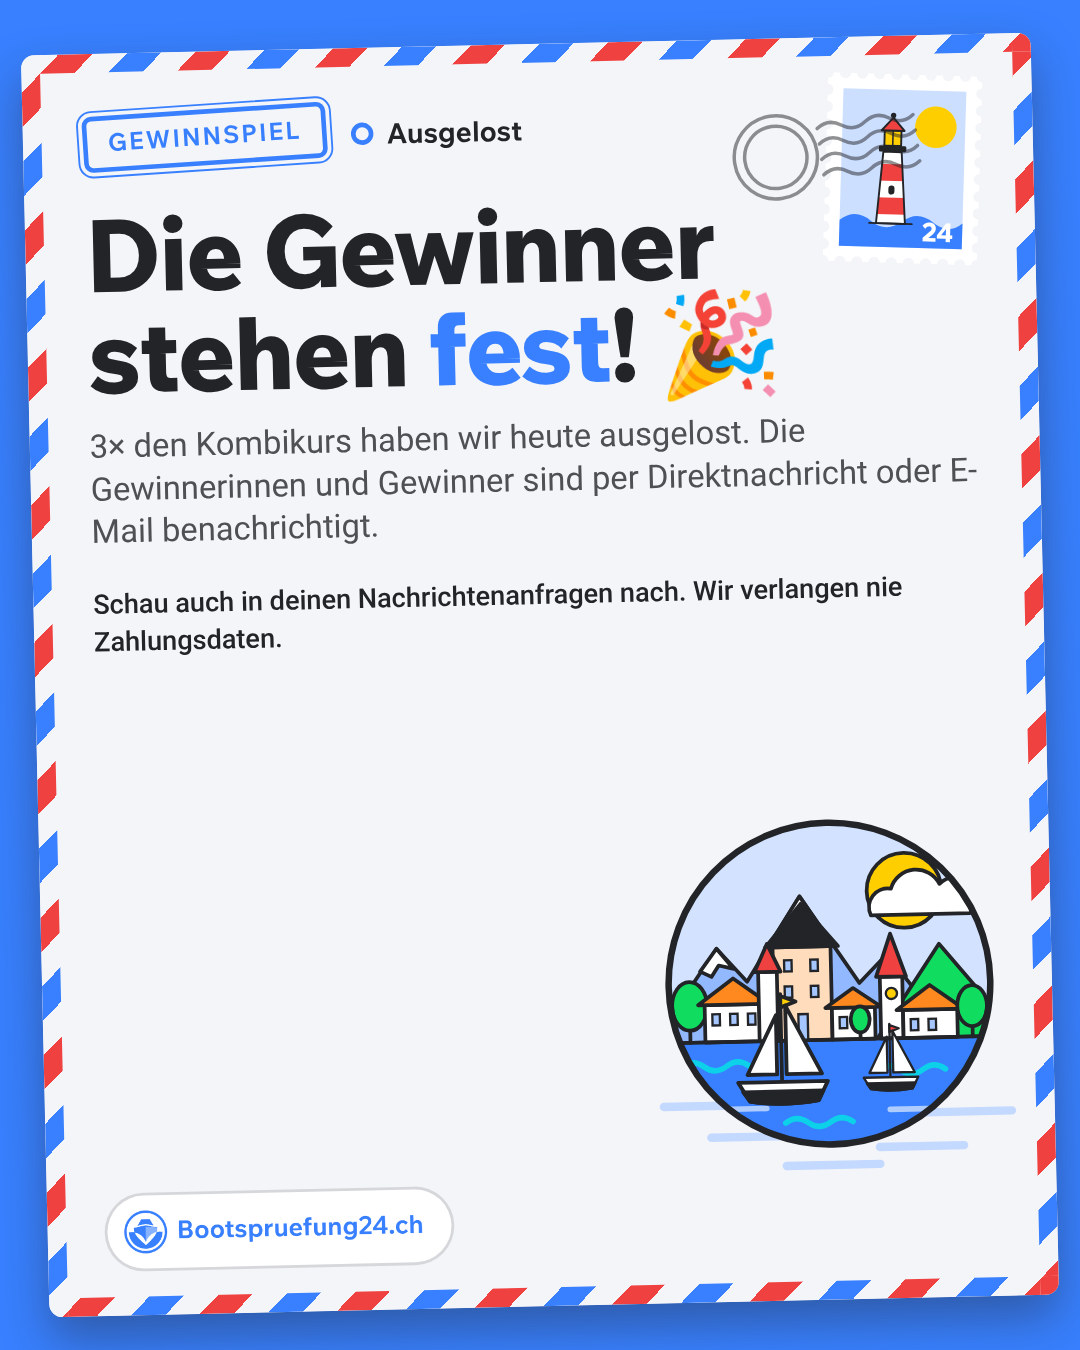 GEWINNSPIEL
Ausgelost
24
Die Gewinner
stehen fest!
3× den Kombikurs haben wir heute ausgelost. Die
Gewinnerinnen und Gewinner sind per Direktnachricht oder E-
Mail benachrichtigt.
Schau auch in deinen Nachrichtenanfragen nach. Wir verlangen nie
Zahlungsdaten.
Bootspruefung24.ch